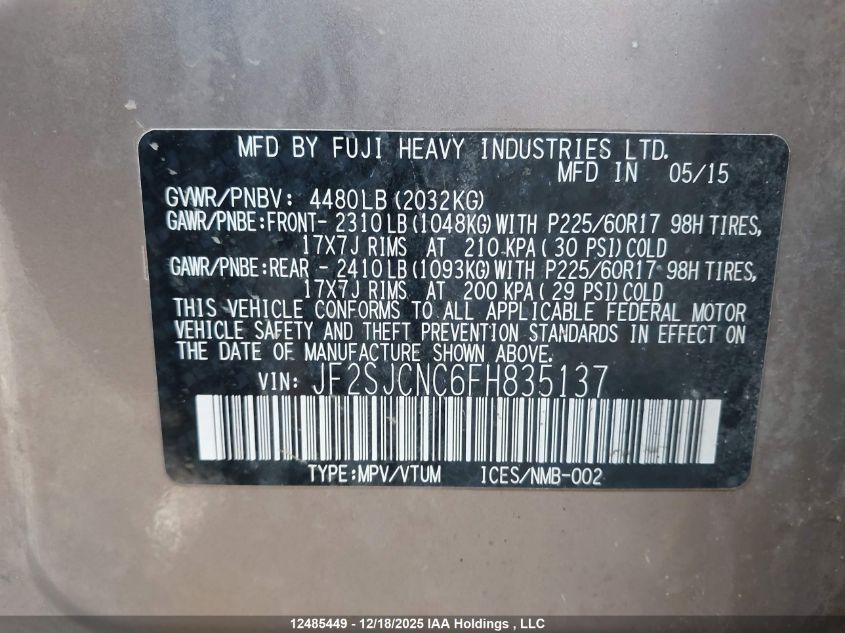 MFD BY FUJI HEAVY INDUSTRIES LTD.
MFD IN 05/15
GVWR/PNBV: 4480LB(2032KG)
GAWR/PNBE:FRONT- 2310LB(1048KG)WITH P225/60R17 98H TIRES,
17X7J RIMS AT 210 KPA( 30 PSI)COLD
GAWR/PNBE:REAR - 2410LB(1093KG)WITH P225/60R17 98H TIRES,
17X7J RIMS AT 200 KPA( 29 PSI)COLD
THIS VEHICLE CONFORMS TO ALL APPLICABLE FEDERAL MOTOR
VEHICLE SAFETY AND THEFT PREVENTION STANDARDS IN EFFECT ON
THE DATE OF MANUFACTURE SHOWN ABOVE.
VIN: JF2SJCNC6FH835137
TYPE:MPV/VTUM ICES/NMB-002
12485449 - 12/18/2025 IAA Holdings , LLC